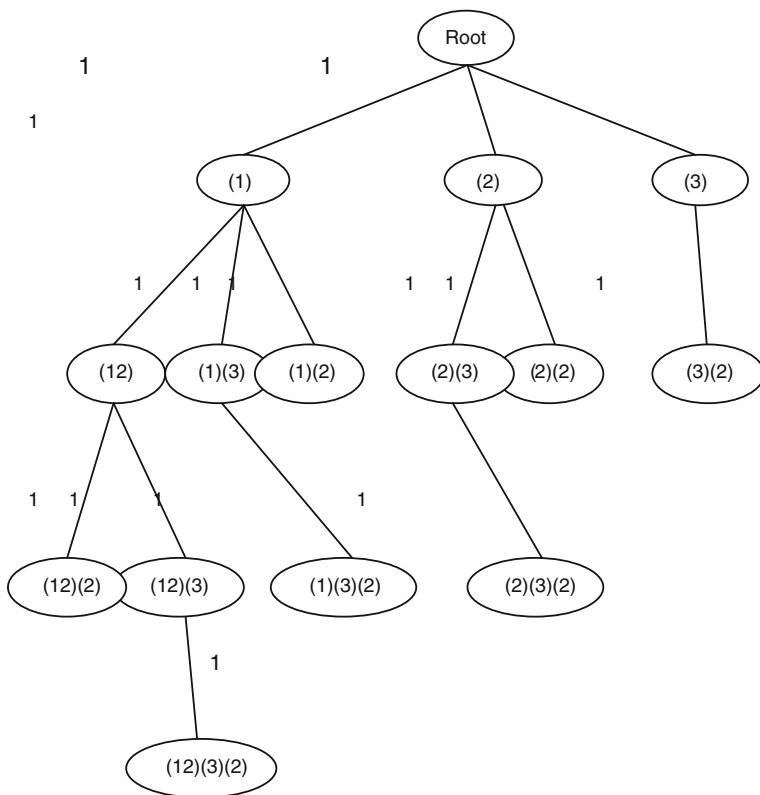 Root
1 1
1
(1) (2) (3)
1 1 1 1 1 1
(12) (1)(3) (1)(2) (2)(3) (2)(2) (3)(2)
1 1 1 1
(12)(2) (12)(3) (1)(3)(2) (2)(3)(2)
1
(12)(3)(2)